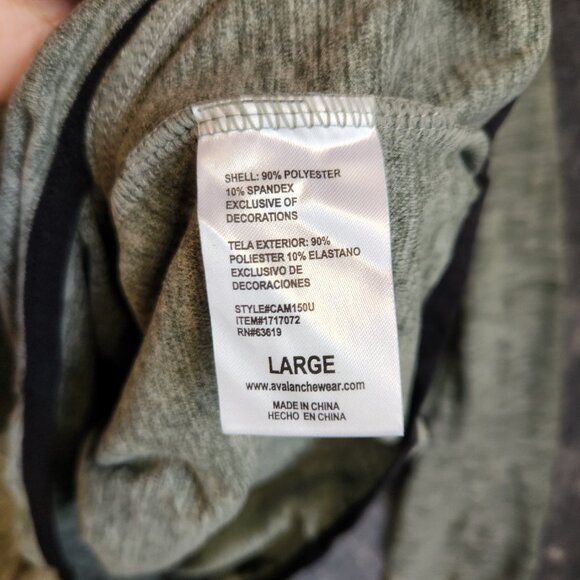 SHELL: 90% POLYESTER
10% SPANDEX
EXCLUSIVE OF
DECORATIONS
TELA EXTERIOR: 90%
POLIESTER 10% ELASTANO
EXCLUSIVO DE
DECORACIONES
STYLE#CAM150U
ITEM#1717072
RN#63619
LARGE
www.avalanchewear.com
MADE IN CHINA
HECHO EN CHINA